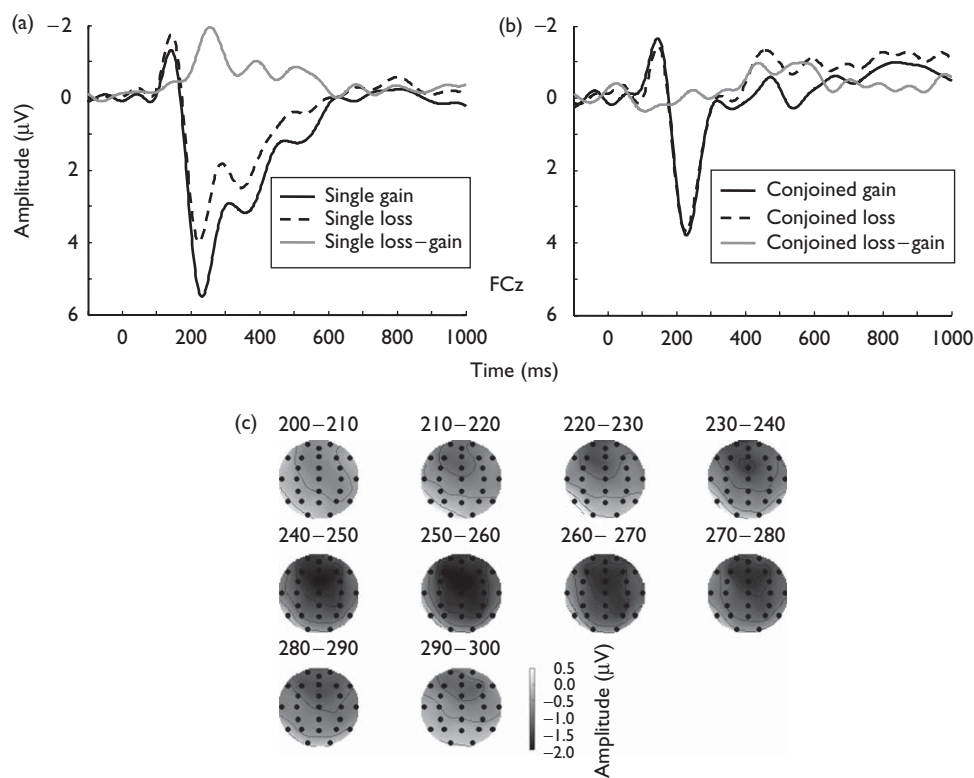 (a)
−2
0
2
4
6
Amplitude (µV)
Single gain
Single loss
Single loss−gain
0 200 400 600 800 1000
(b)
−2
0
2
4
6
Conjoined gain
Conjoined loss
Conjoined loss−gain
0 200 400 600 800 1000
FCz
Time (ms)
(c)
200−210 210−220 220−230 230−240
240−250 250−260 260−270 270−280
280−290 290−300
0.5
0.0
−0.5
−1.0
−1.5
−2.0
Amplitude (µV)